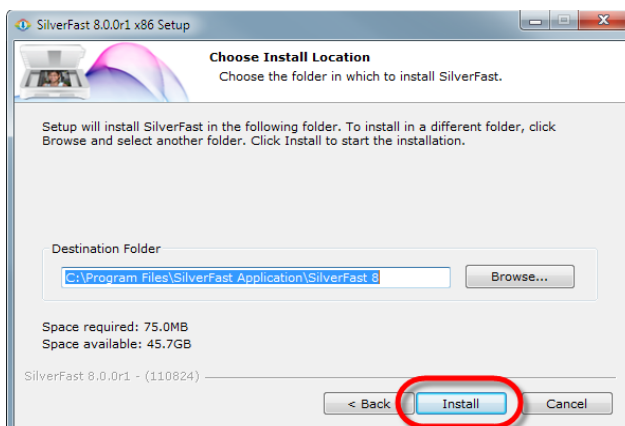 SilverFast 8.0.0r1 x86 Setup
Choose Install Location
Choose the folder in which to install SilverFast.
Setup will install SilverFast in the following folder. To install in a different folder, click
Browse and select another folder. Click Install to start the installation.
Destination Folder
C:\Program Files\SilverFast Application\SilverFast 8
Browse...
Space required: 75.0MB
Space available: 45.7GB
SilverFast 8.0.0r1 - (110824)
< Back Install Cancel